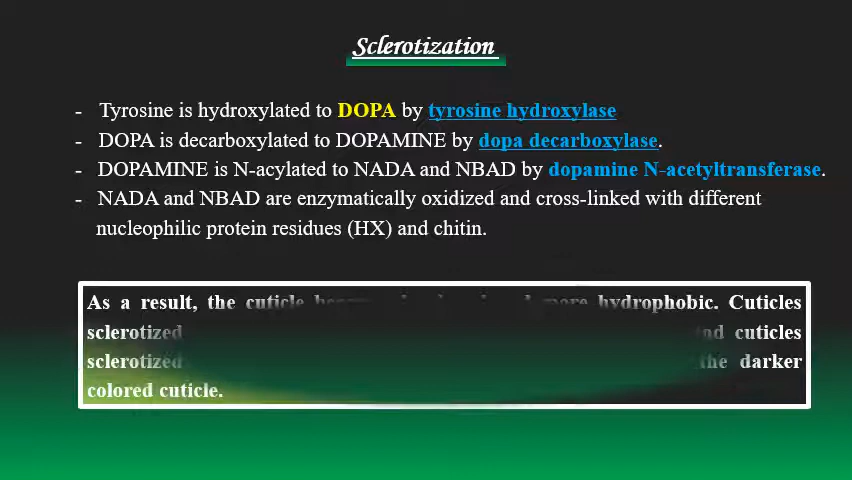 Sclerotization
- Tyrosine is hydroxylated to DOPA by tyrosine hydroxylase
- DOPA is decarboxylated to DOPAMINE by dopa decarboxylase.
- DOPAMINE is N-acylated to NADA and NBAD by dopamine N-acetyltransferase.
- NADA and NBAD are enzymatically oxidized and cross-linked with different
nucleophilic protein residues (HX) and chitin.
As a result, the cuticle more hydrophobic. Cuticles
sclerotized and cuticles
sclerotized the darker
colored cuticle.